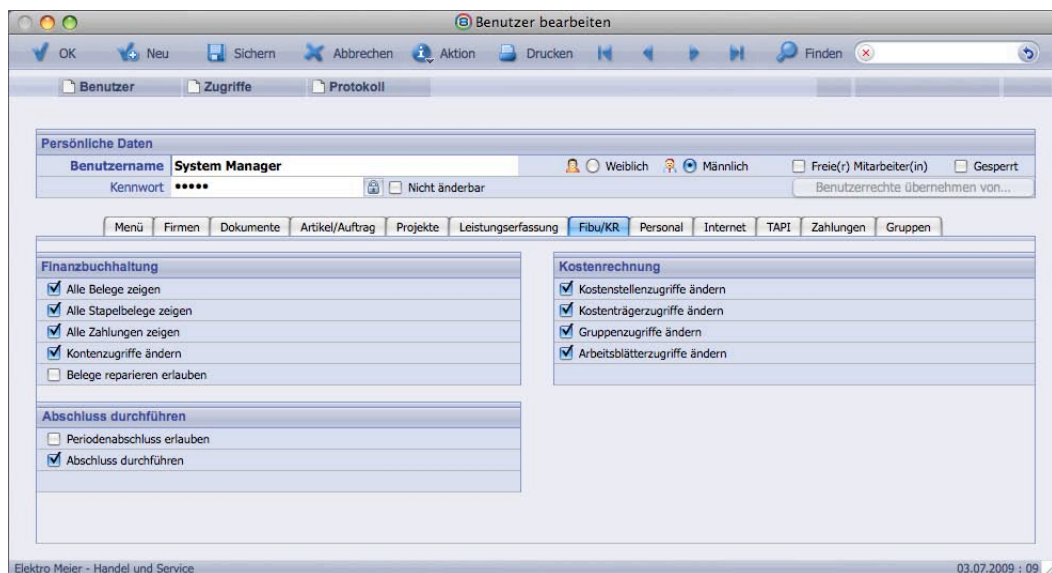 Benutzer bearbeiten
OK Neu Sichern Abbrechen Aktion Drucken Finden
Benutzer Zugriffe Protokoll
Persönliche Daten
Benutzername System Manager Weiblich Männlich Freie(r) Mitarbeiter(in) Gesperrt
Kennwort ••••• Nicht änderbar Benutzerrechte übernehmen von...
Menü Firmen Dokumente Artikel/Auftrag Projekte Leistungserfassung Fibu/KR Personal Internet TAPI Zahlungen Gruppen
Finanzbuchhaltung
Alle Belege zeigen
Alle Stapelbelege zeigen
Alle Zahlungen zeigen
Kontenzugriffe ändern
Belege reparieren erlauben
Kostenrechnung
Kostenstellenzugriffe ändern
Kostenträgerzugriffe ändern
Gruppenzugriffe ändern
Arbeitsblätterzugriffe ändern
Abschluss durchführen
Periodenabschluss erlauben
Abschluss durchführen
Elektro Meier - Handel und Service 03.07.2009 : 09